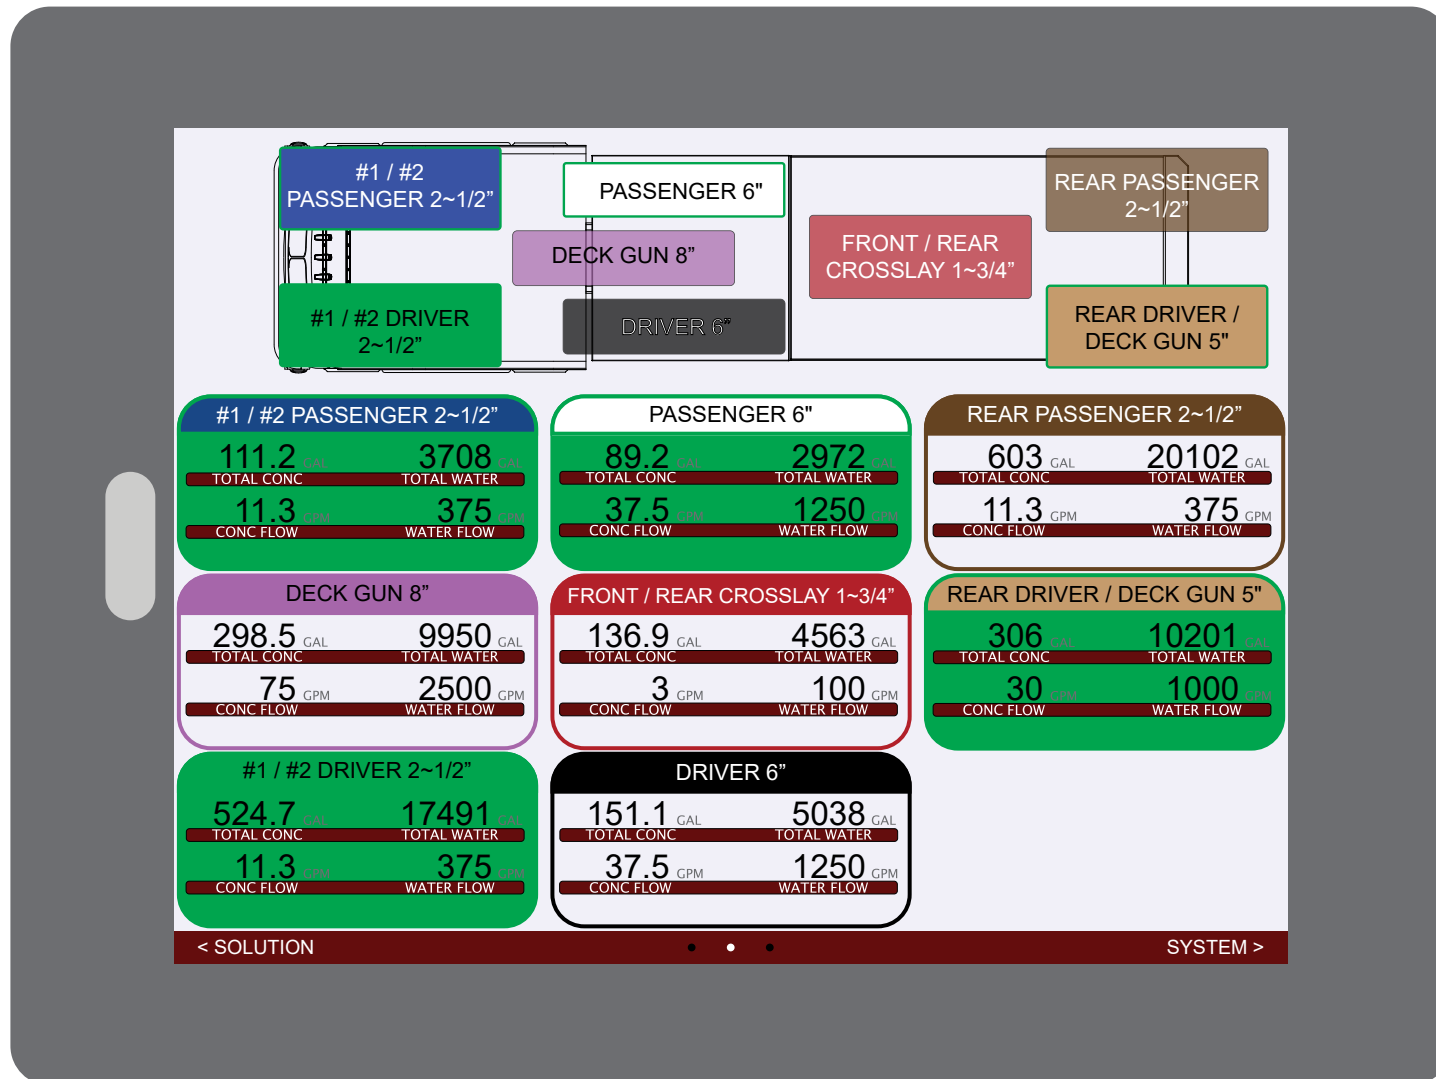 #1 / #2
PASSENGER 2~1/2”
PASSENGER 6"
REAR PASSENGER
2~1/2”
DECK GUN 8”
FRONT / REAR
CROSSLAY 1~3/4”
#1 / #2 DRIVER
2~1/2”
DRIVER 6”
REAR DRIVER /
DECK GUN 5"
#1 / #2 PASSENGER 2~1/2”
111.2 GAL 3708 GAL
TOTAL CONC TOTAL WATER
11.3 GPM 375 GPM
CONC FLOW WATER FLOW
PASSENGER 6"
89.2 GAL 2972 GAL
TOTAL CONC TOTAL WATER
37.5 GPM 1250 GPM
CONC FLOW WATER FLOW
REAR PASSENGER 2~1/2”
603 GAL 20102 GAL
TOTAL CONC TOTAL WATER
11.3 GPM 375 GPM
CONC FLOW WATER FLOW
DECK GUN 8”
298.5 GAL 9950 GAL
TOTAL CONC TOTAL WATER
75 GPM 2500 GPM
CONC FLOW WATER FLOW
FRONT / REAR CROSSLAY 1~3/4”
136.9 GAL 4563 GAL
TOTAL CONC TOTAL WATER
3 GPM 100 GPM
CONC FLOW WATER FLOW
REAR DRIVER / DECK GUN 5"
306 GAL 10201 GAL
TOTAL CONC TOTAL WATER
30 GPM 1000 GPM
CONC FLOW WATER FLOW
#1 / #2 DRIVER 2~1/2”
524.7 GAL 17491 GAL
TOTAL CONC TOTAL WATER
11.3 GPM 375 GPM
CONC FLOW WATER FLOW
DRIVER 6”
151.1 GAL 5038 GAL
TOTAL CONC TOTAL WATER
37.5 GPM 1250 GPM
CONC FLOW WATER FLOW
< SOLUTION SYSTEM >